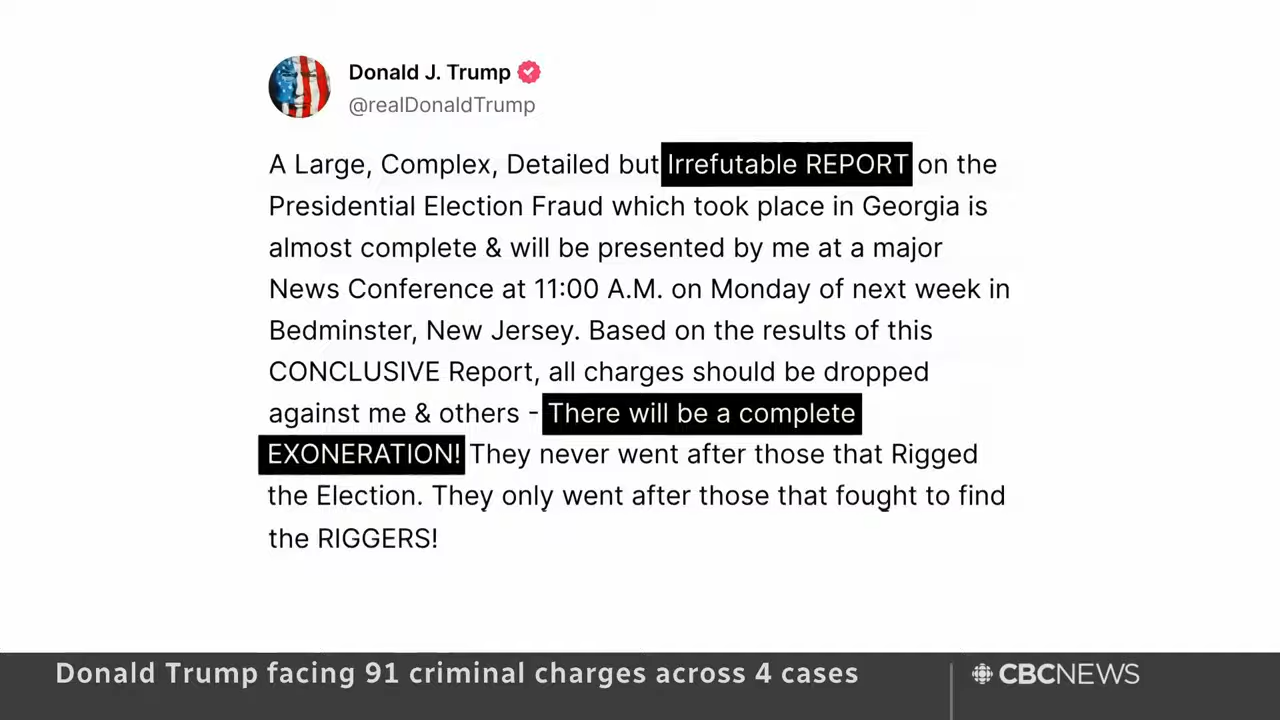 Donald J. Trump
@realDonaldTrump
A Large, Complex, Detailed but Irrefutable REPORT on the
Presidential Election Fraud which took place in Georgia is
almost complete & will be presented by me at a major
News Conference at 11:00 A.M. on Monday of next week in
Bedminster, New Jersey. Based on the results of this
CONCLUSIVE Report, all charges should be dropped
against me & others - There will be a complete
EXONERATION! They never went after those that Rigged
the Election. They only went after those that fought to find
the RIGGERS!
Donald Trump facing 91 criminal charges across 4 cases
CBCNEWS